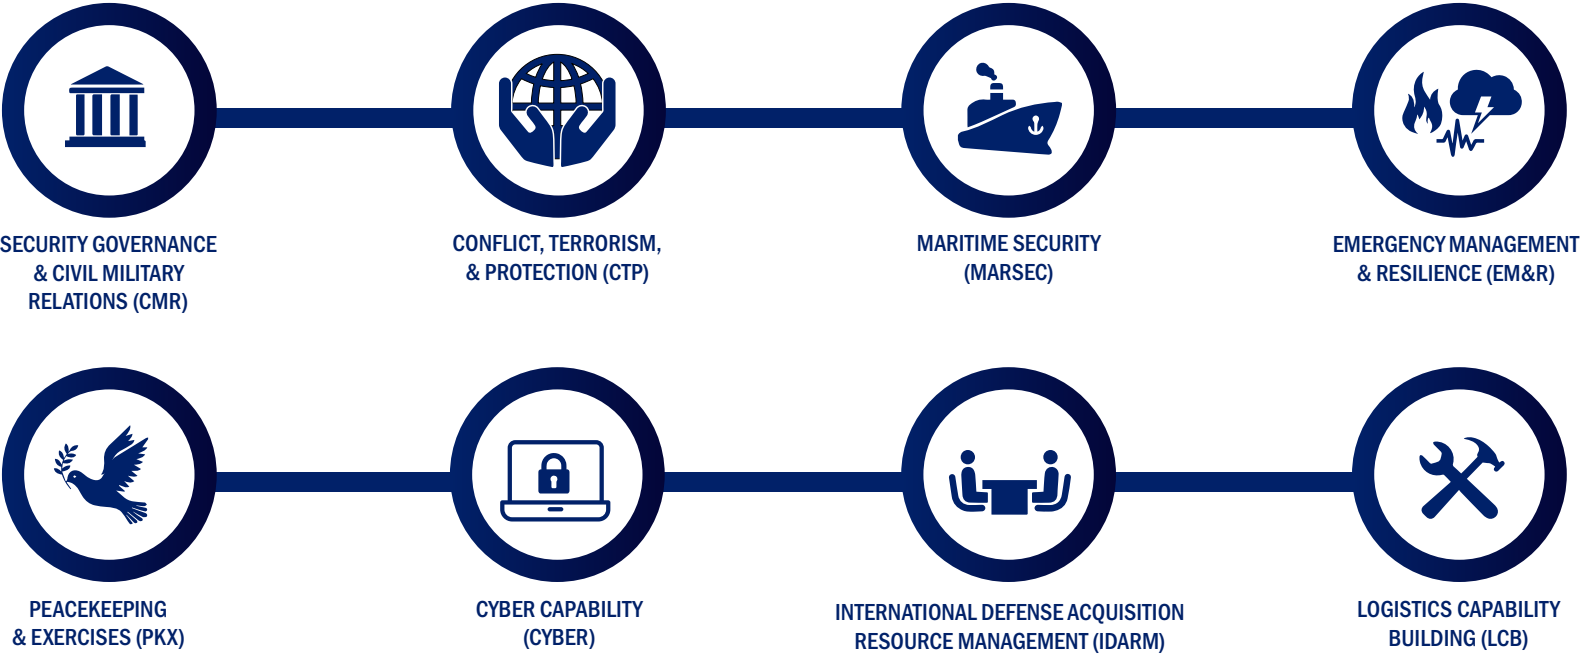 SECURITY GOVERNANCE
& CIVIL MILITARY
RELATIONS (CMR)
CONFLICT, TERRORISM,
& PROTECTION (CTP)
MARITIME SECURITY
(MARSEC)
EMERGENCY MANAGEMENT
& RESILIENCE (EM&R)
PEACEKEEPING
& EXERCISES (PKX)
CYBER CAPABILITY
(CYBER)
INTERNATIONAL DEFENSE ACQUISITION
RESOURCE MANAGEMENT (IDARM)
LOGISTICS CAPABILITY
BUILDING (LCB)